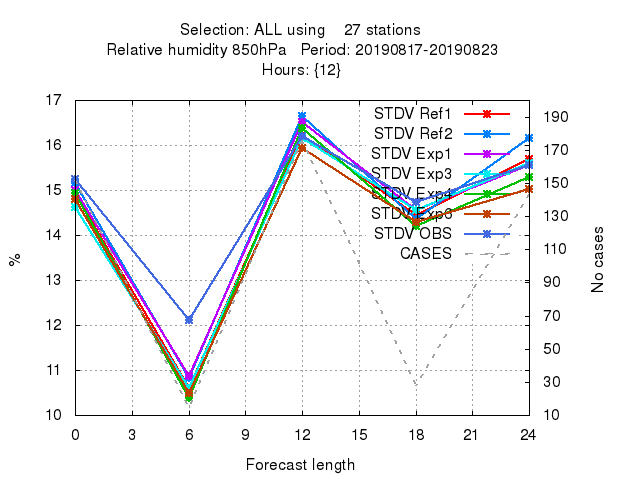 Selection: ALL using    27 stations
Relative humidity 850hPa   Period: 20190817-20190823
Hours: {12}
17
16
15
14
13
12
11
10
%
190
170
150
130
110
90
70
50
30
10
No cases
STDV Ref1
STDV Ref2
STDV Exp1
STDV Exp3
STDV Exp4
STDV Exp6
STDV OBS
CASES
0 3 6 9 12 15 18 21 24
Forecast length